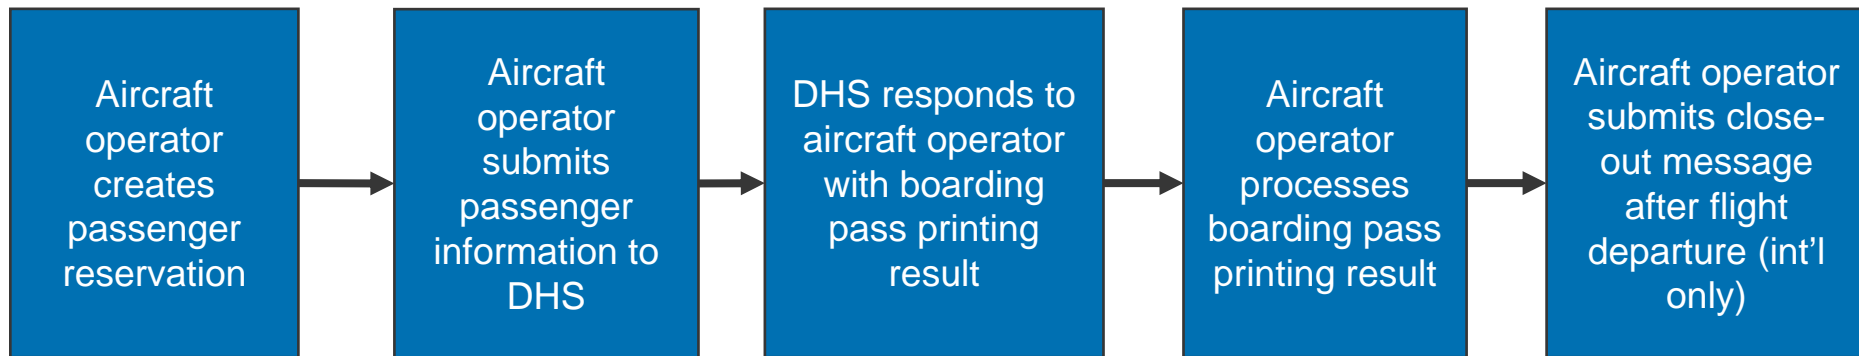 Aircraft
operator
creates
passenger
reservation
Aircraft
operator
submits
passenger
information to
DHS
DHS responds to
aircraft operator
with boarding
pass printing
result
Aircraft
operator
processes
boarding pass
printing result
Aircraft operator
submits close-
out message
after flight
departure (int’l
only)